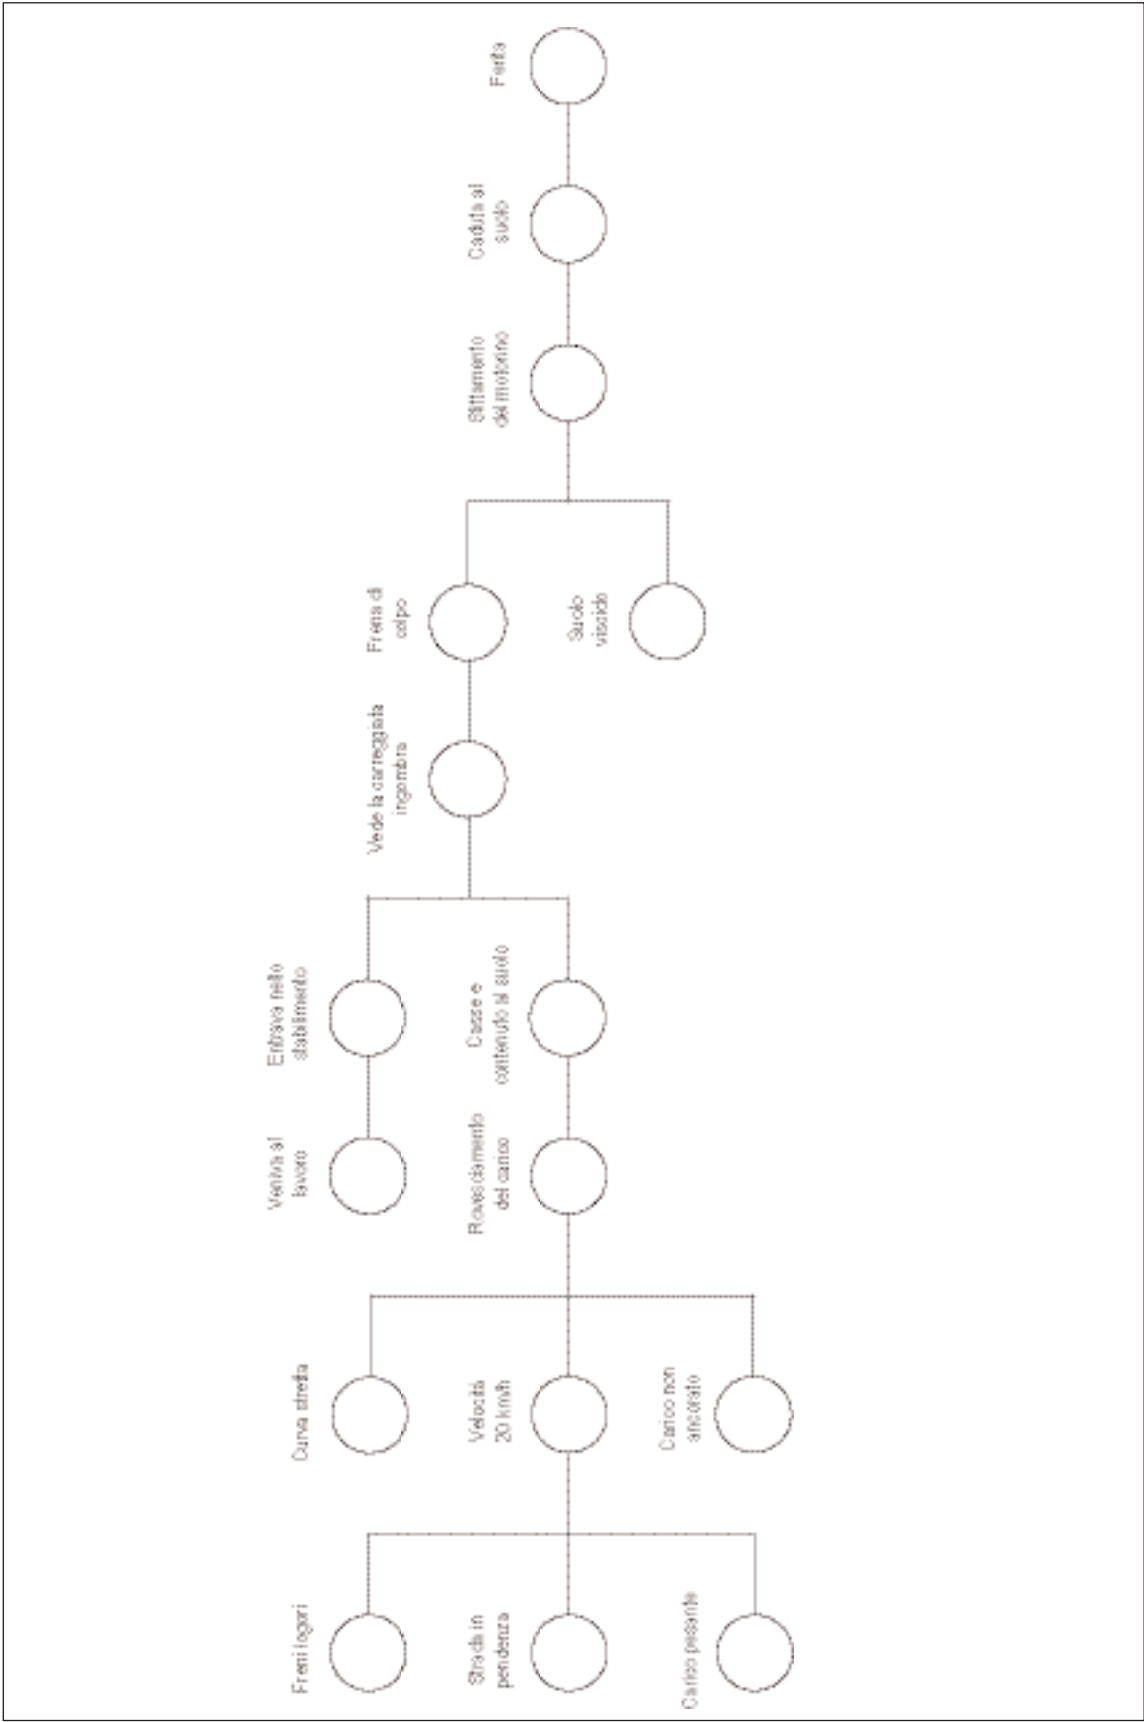 Freni logori
Strada in
pendenza
Carico pesante
Curva stretta
Velocità
20 km/h
Carico non
ancorato
Veniva al
lavoro
Rovesciamento
del carico
Entrava nello
stabilimento
Casse e
contenuto al suolo
Vede la carreggiata
ingombra
Frena di
colpo
Suolo
viscido
Slittamento
del motorino
Caduta al
suolo
Ferita